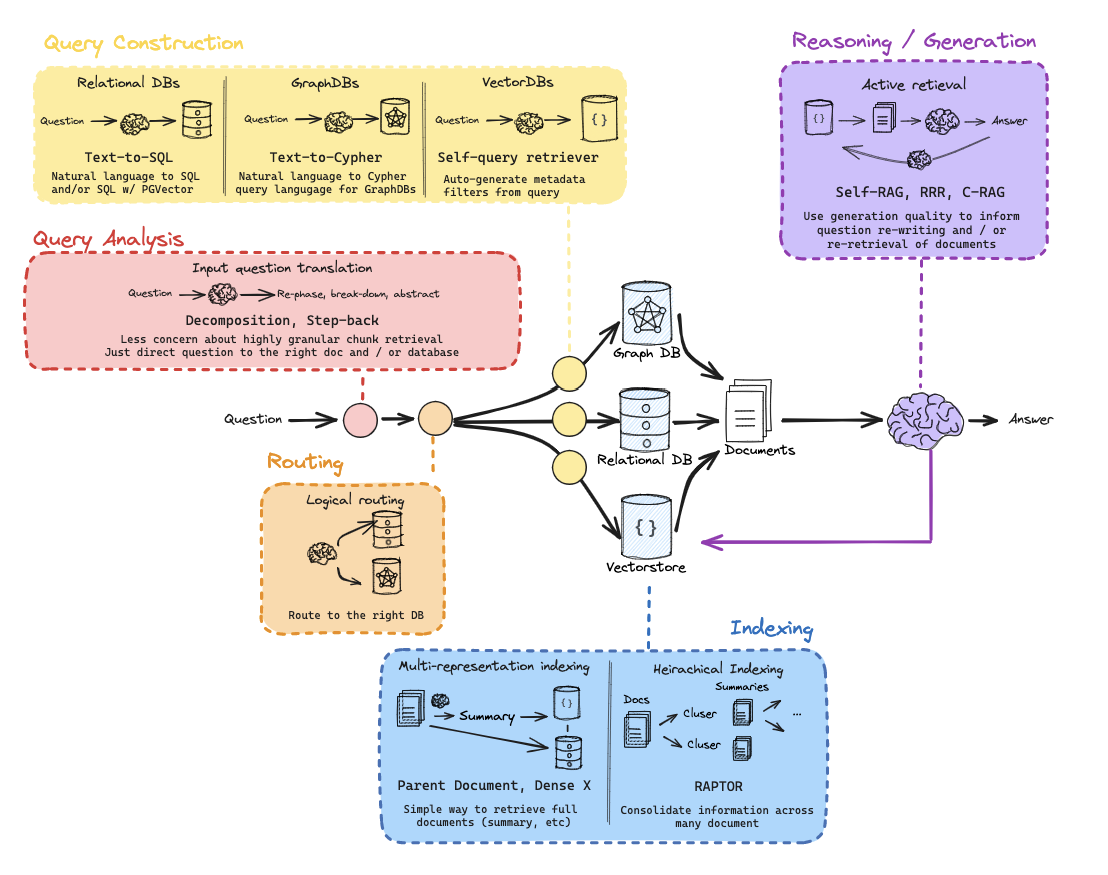 Query Construction
Relational DBs
Question
Text-to-SQL
Natural language to SQL
and/or SQL w/ PGVector
GraphDBs
Question
Text-to-Cypher
Natural language to Cypher
query langugage for GraphDBs
VectorDBs
Question
{ }
Self-query retriever
Auto-generate metadata
filters from query
Reasoning / Generation
Active retieval
{ }
Answer
Self-RAG, RRR, C-RAG
Use generation quality to inform
question re-writing and / or
re-retrieval of documents
Query Analysis
Input question translation
Question
Re-phase, break-down, abstract
Decomposition, Step-back
Less concern about highly granular chunk retrieval
Just direct question to the right doc and / or database
Question
Graph DB
Relational DB
{ }
Vectorstore
Documents
Answer
Routing
Logical routing
Route to the right DB
Indexing
Multi-representation indexing
Summary
{ }
Parent Document, Dense X
Simple way to retrieve full
documents (summary, etc)
Heirachical Indexing
Summaries
Docs
Cluser
...
Cluser
RAPTOR
Consolidate information across
many document